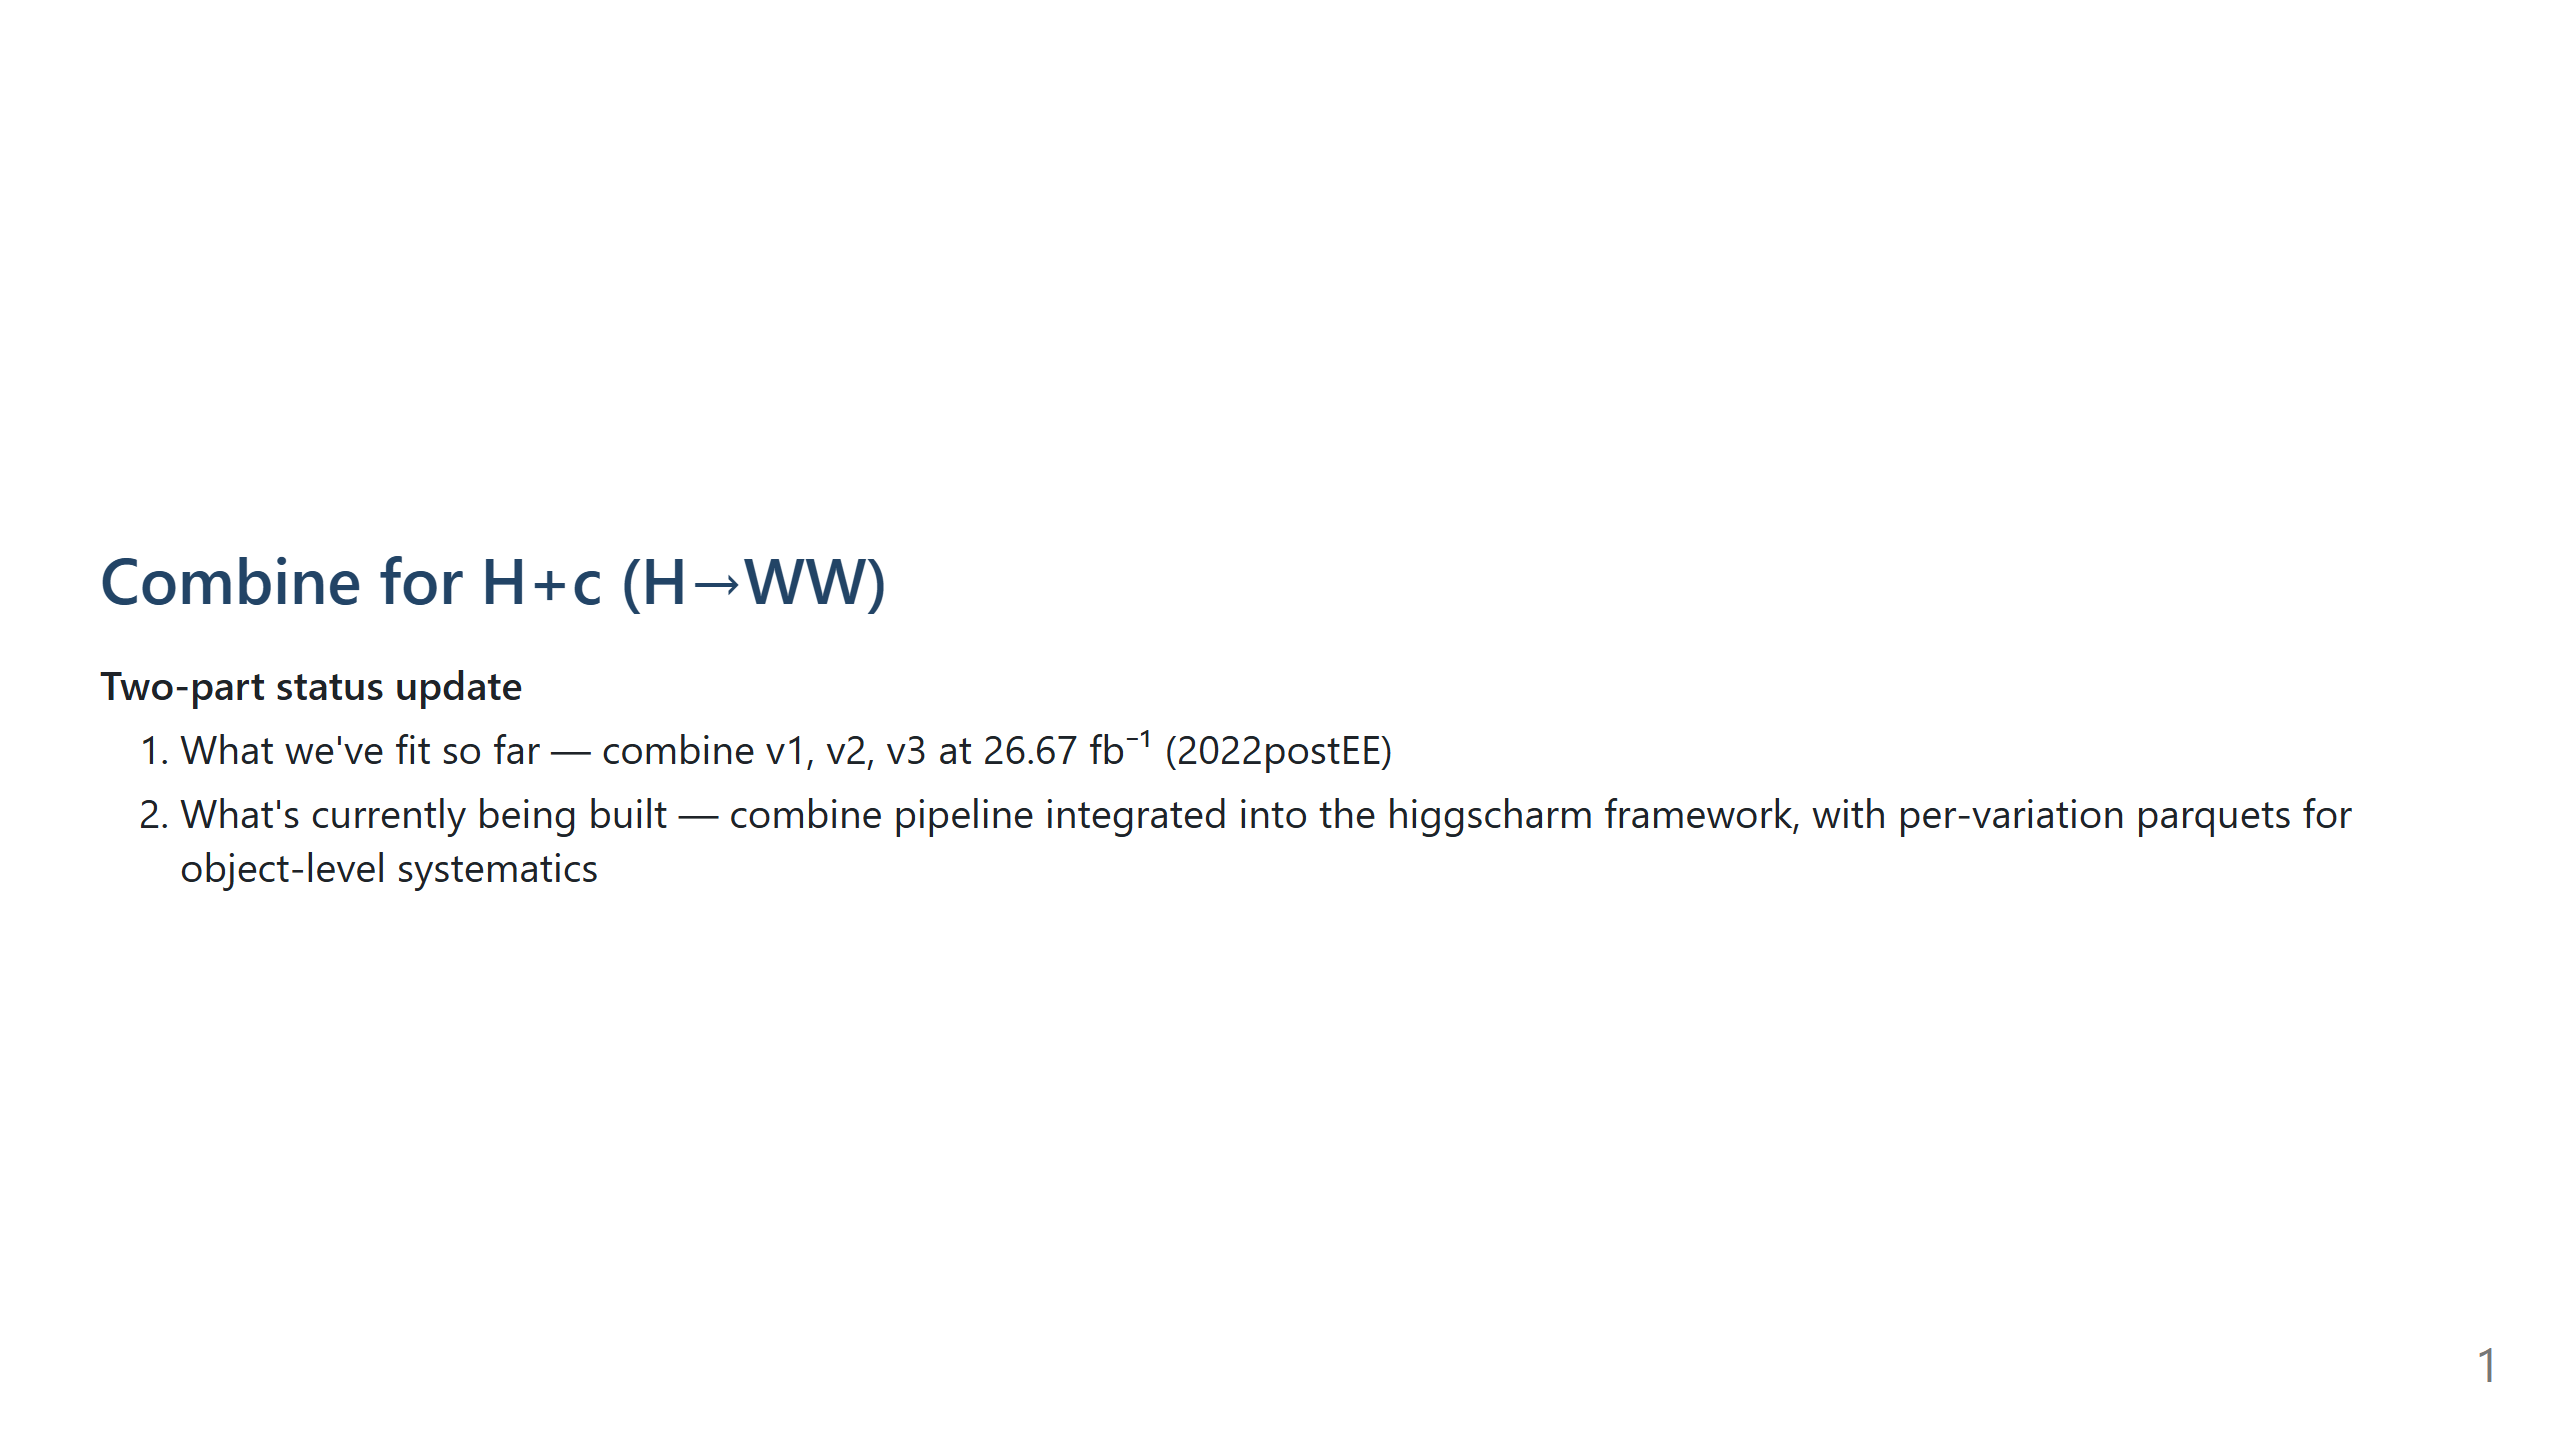 Combine for H+c (H→WW)
Two-part status update
1. What we've fit so far — combine v1, v2, v3 at 26.67 fb⁻¹ (2022postEE)
2. What's currently being built — combine pipeline integrated into the higgscharm framework, with per-variation parquets for
object-level systematics
1